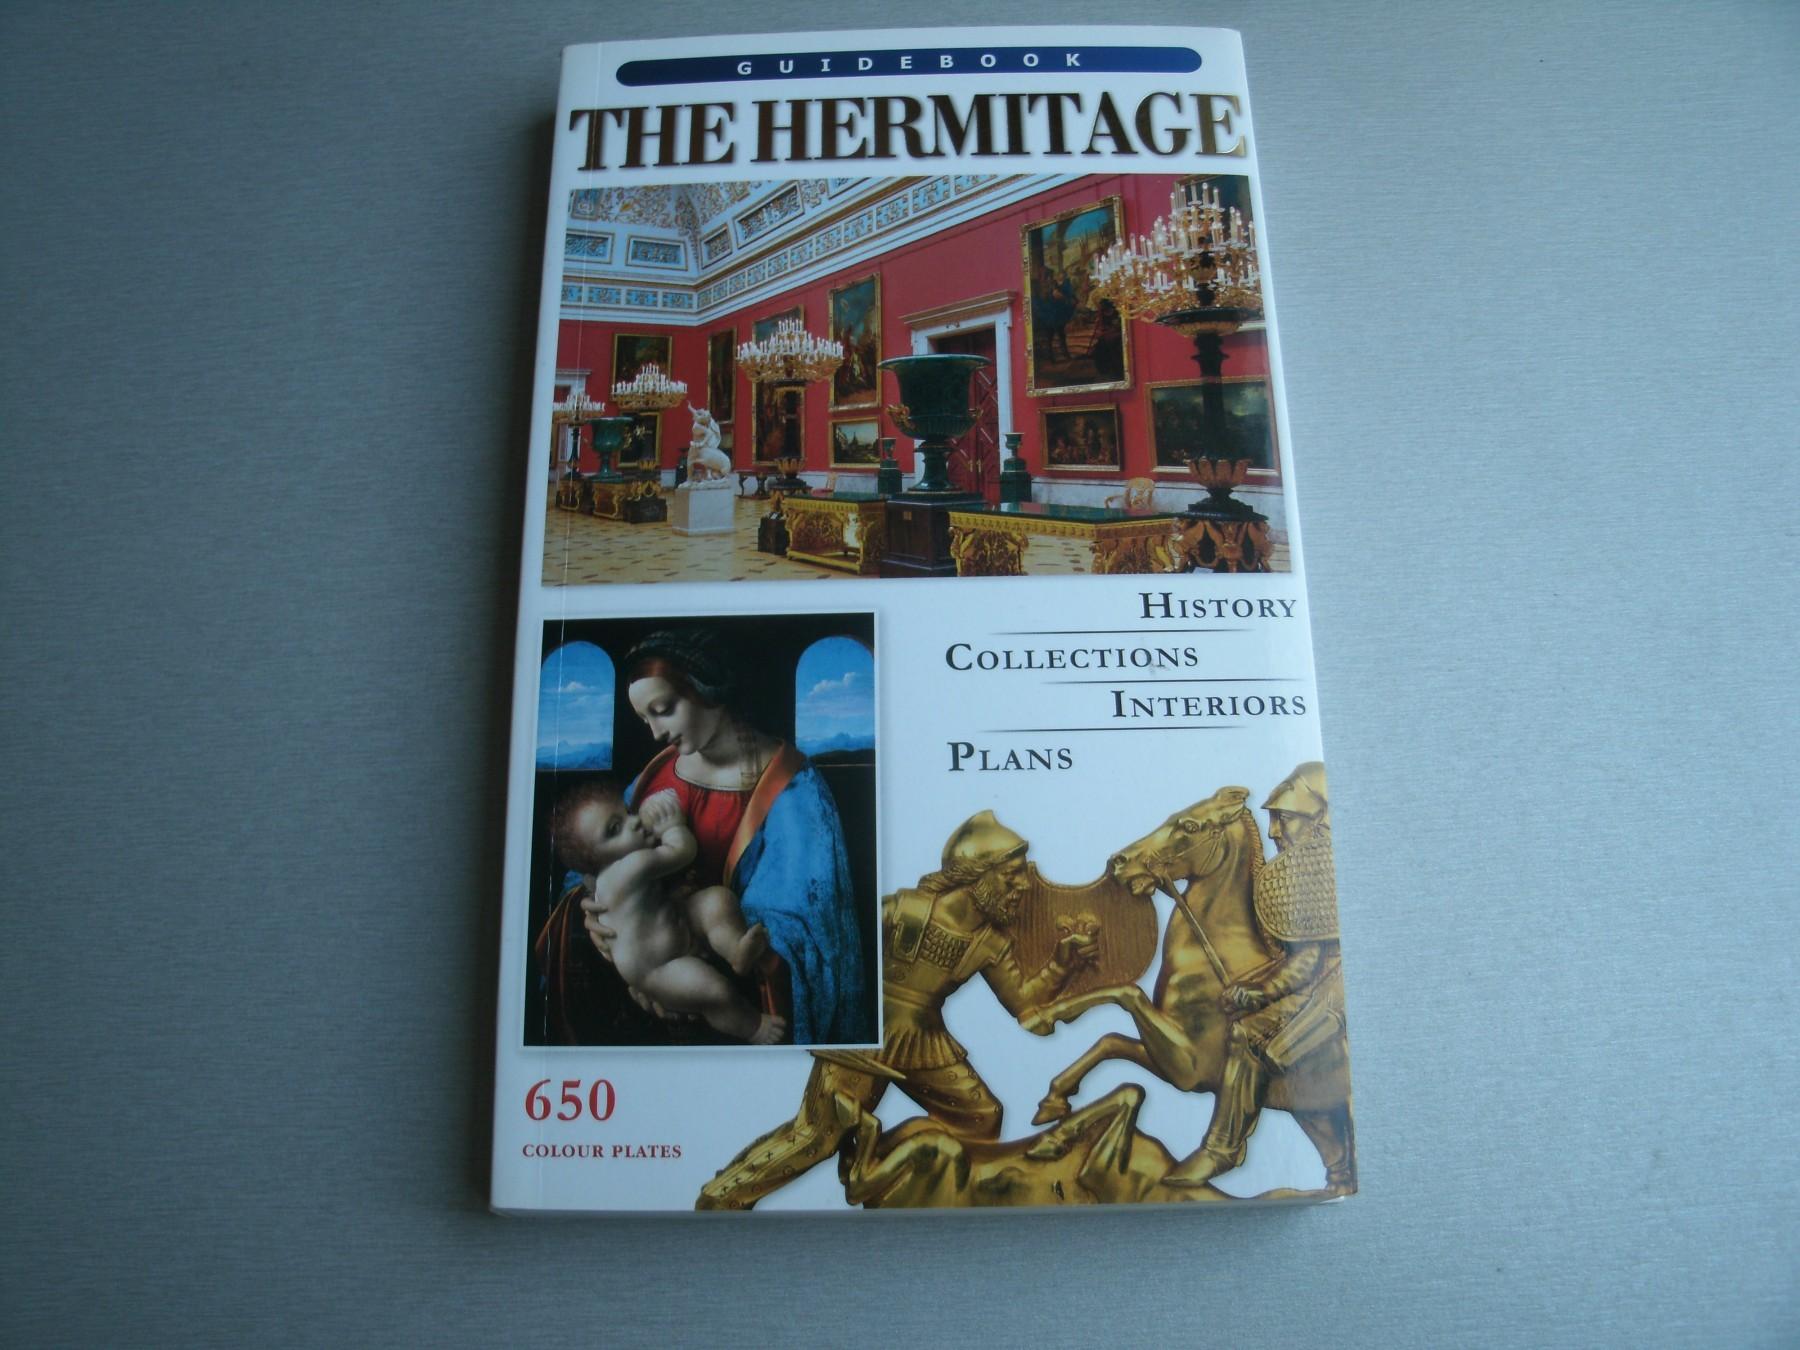 GUIDEBOOK
THE HERMITAGE
HISTORY
COLLECTIONS
INTERIORS
PLANS
650
COLOUR PLATES